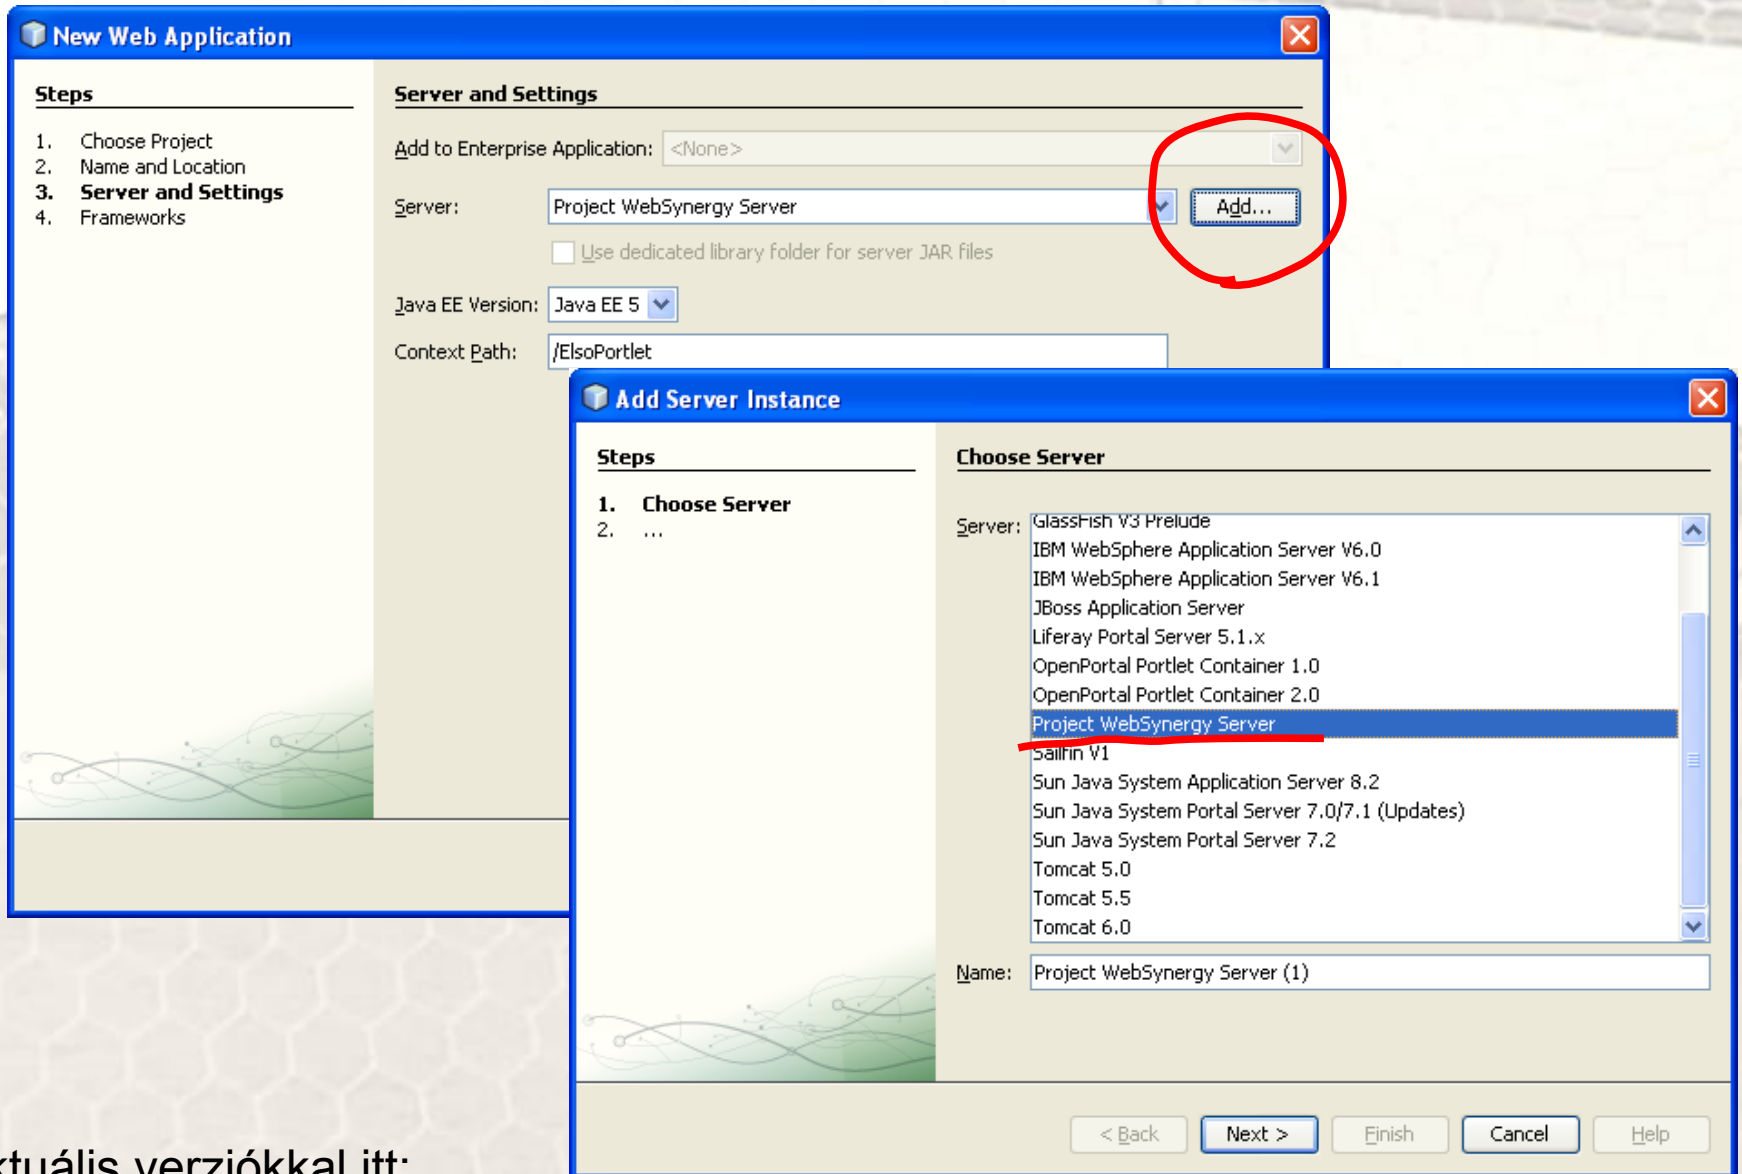 New Web Application
Steps
1. Choose Project
2. Name and Location
3. Server and Settings
4. Frameworks
Server and Settings
Add to Enterprise Application: <None>
Server: Project WebSynergy Server Add...
Use dedicated library folder for server JAR files
Java EE Version: Java EE 5
Context Path: /ElsoPortlet
Add Server Instance
Steps
1. Choose Server
2. ...
Choose Server
Server:
GlassFish V3 Prelude
IBM WebSphere Application Server V6.0
IBM WebSphere Application Server V6.1
JBoss Application Server
Liferay Portal Server 5.1.x
OpenPortal Portlet Container 1.0
OpenPortal Portlet Container 2.0
Project WebSynergy Server
Sailfin V1
Sun Java System Application Server 8.2
Sun Java System Portal Server 7.0/7.1 (Updates)
Sun Java System Portal Server 7.2
Tomcat 5.0
Tomcat 5.5
Tomcat 6.0
Name: Project WebSynergy Server (1)
< Back Next > Finish Cancel Help
ktuális verziókkal itt: